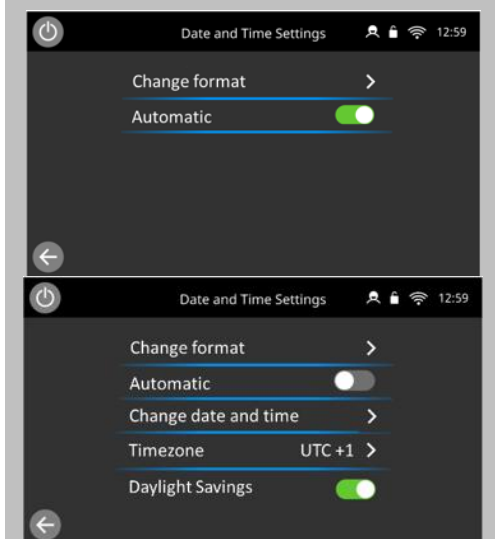 Date and Time Settings 12:59
Change format
Automatic
Date and Time Settings 12:59
Change format
Automatic
Change date and time
Timezone UTC +1
Daylight Savings